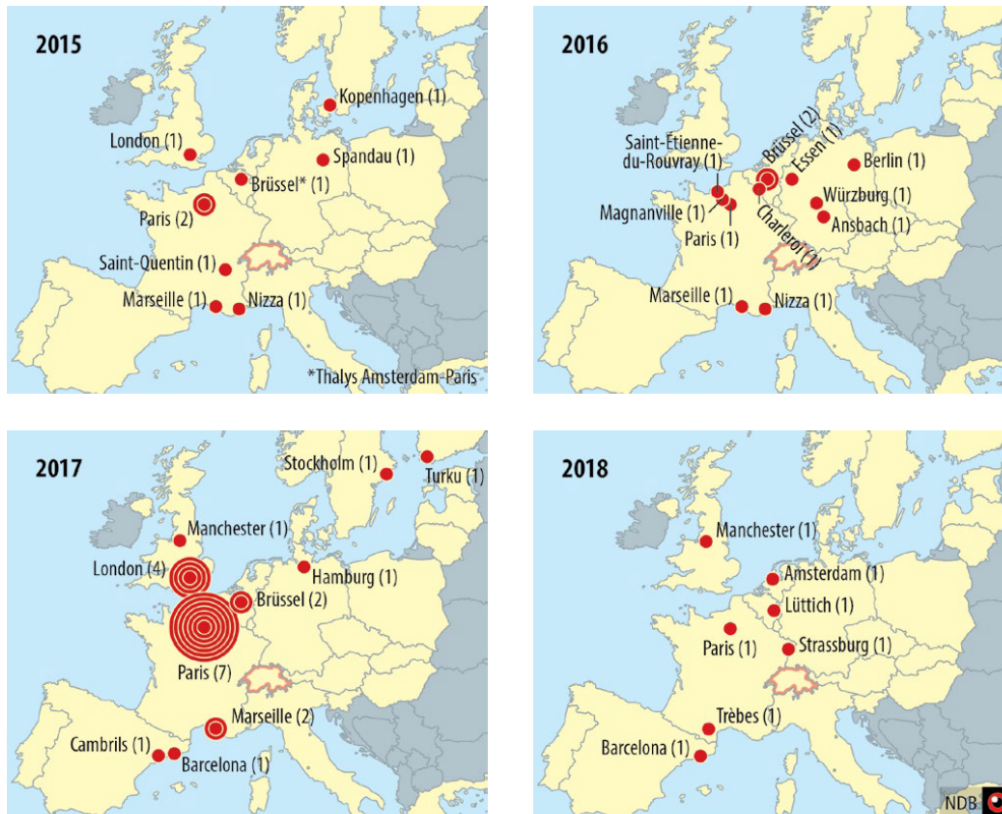 2015
Kopenhagen (1)
London (1)
Spandau (1)
Brüssel* (1)
Paris (2)
Saint-Quentin (1)
Marseille (1)
Nizza (1)
*Thalys Amsterdam-Paris
2016
Saint-Étienne-
du-Rouvray (1)
Brüssel (2)
Essen (1)
Berlin (1)
Magnanville (1)
Würzburg (1)
Paris (1)
Charleroi (1)
Ansbach (1)
Marseille (1)
Nizza (1)
2017
Stockholm (1)
Turku (1)
Manchester (1)
London (4)
Hamburg (1)
Brüssel (2)
Paris (7)
Marseille (2)
Cambrils (1)
Barcelona (1)
2018
Manchester (1)
Amsterdam (1)
Lüttich (1)
Paris (1)
Strassburg (1)
Trèbes (1)
Barcelona (1)
NDB